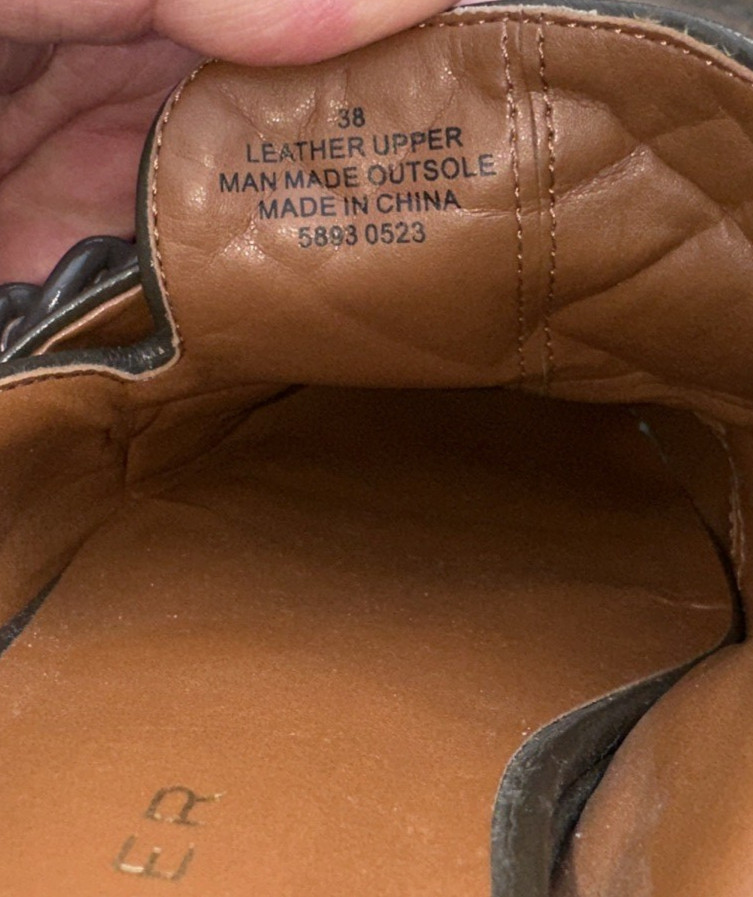 38
LEATHER UPPER
MAN MADE OUTSOLE
MADE IN CHINA
5893 0523
ER